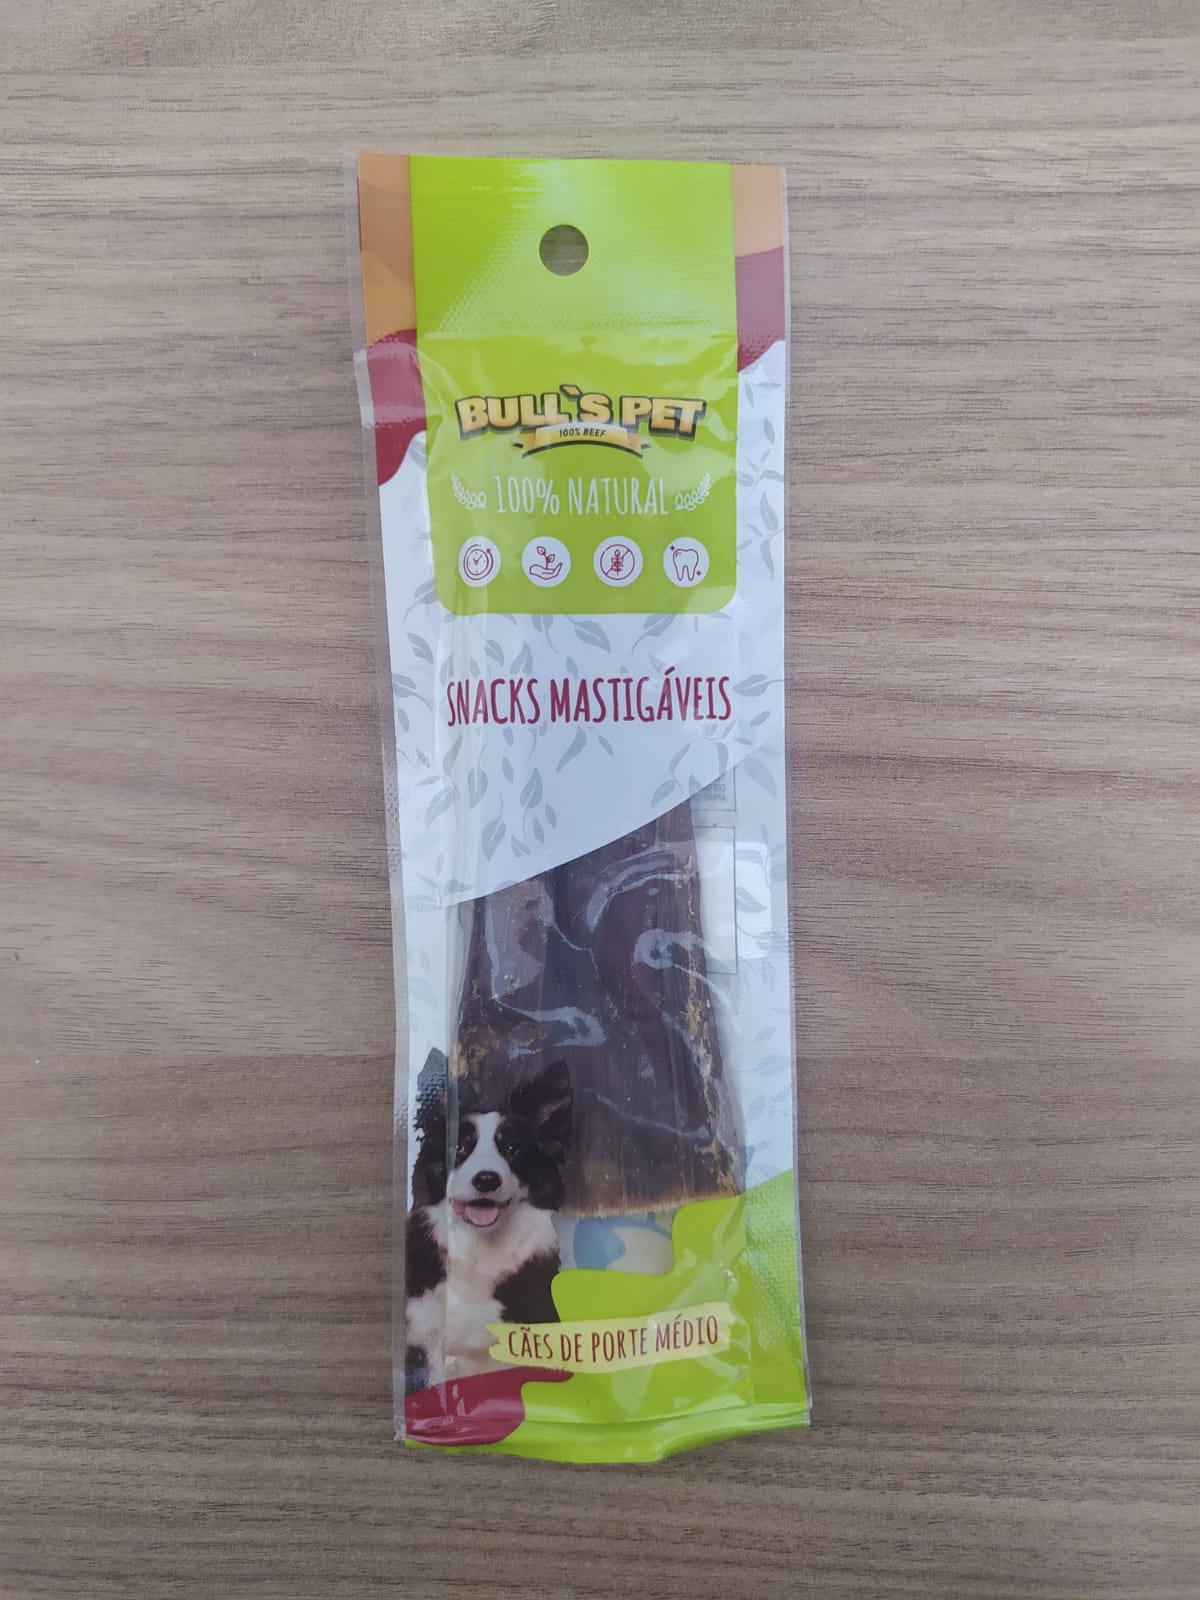 BULL`S PET
100% BEEF
100% NATURAL
SNACKS MASTIGÁVEIS
CÃES DE PORTE MÉDIO